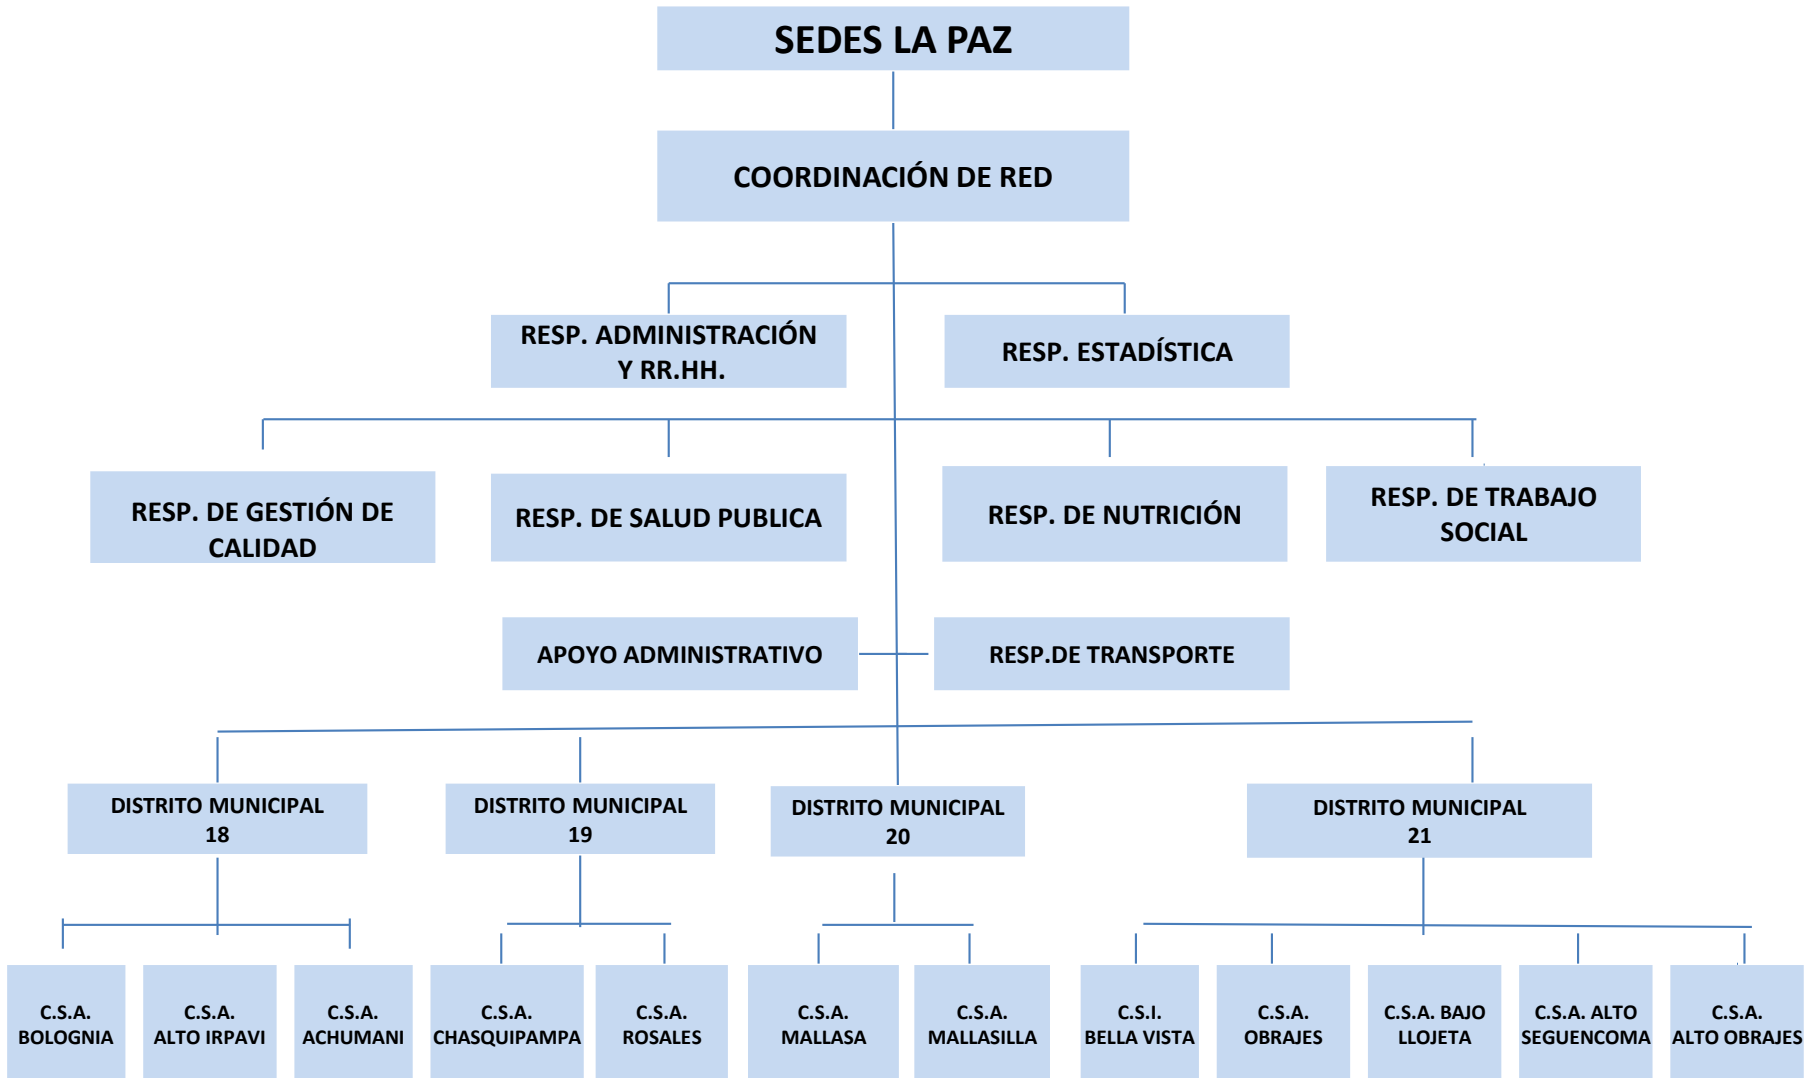 SEDES LA PAZ
COORDINACIÓN DE RED
RESP. ADMINISTRACIÓN
Y RR.HH.
RESP. ESTADÍSTICA
RESP. DE GESTIÓN DE
CALIDAD
RESP. DE SALUD PUBLICA
RESP. DE NUTRICIÓN
RESP. DE TRABAJO
SOCIAL
APOYO ADMINISTRATIVO
RESP.DE TRANSPORTE
DISTRITO MUNICIPAL
18
DISTRITO MUNICIPAL
19
DISTRITO MUNICIPAL
20
DISTRITO MUNICIPAL
21
C.S.A.
BOLOGNIA
C.S.A.
ALTO IRPAVI
C.S.A.
ACHUMANI
C.S.A.
CHASQUIPAMPA
C.S.A.
ROSALES
C.S.A.
MALLASA
C.S.A.
MALLASILLA
C.S.I.
BELLA VISTA
C.S.A.
OBRAJES
C.S.A. BAJO
LLOJETA
C.S.A. ALTO
SEGUENCOMA
C.S.A.
ALTO OBRAJES